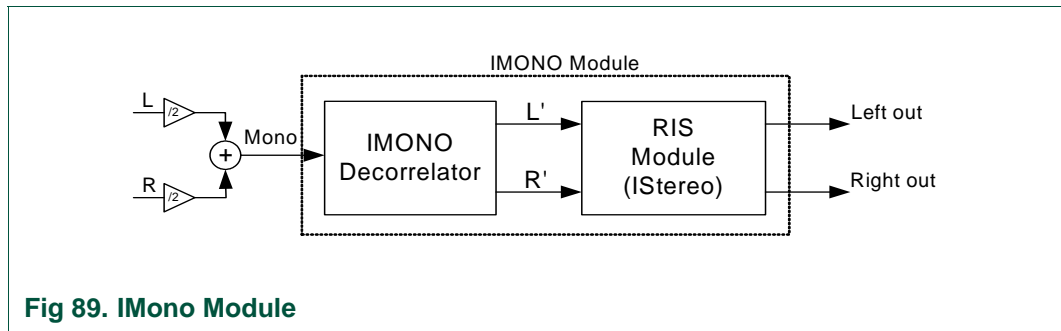 IMONO Module
L
/2
Mono
+
R
/2
IMONO
Decorrelator
L'
R'
RIS
Module
(IStereo)
Left out
Right out
Fig 89. IMono Module